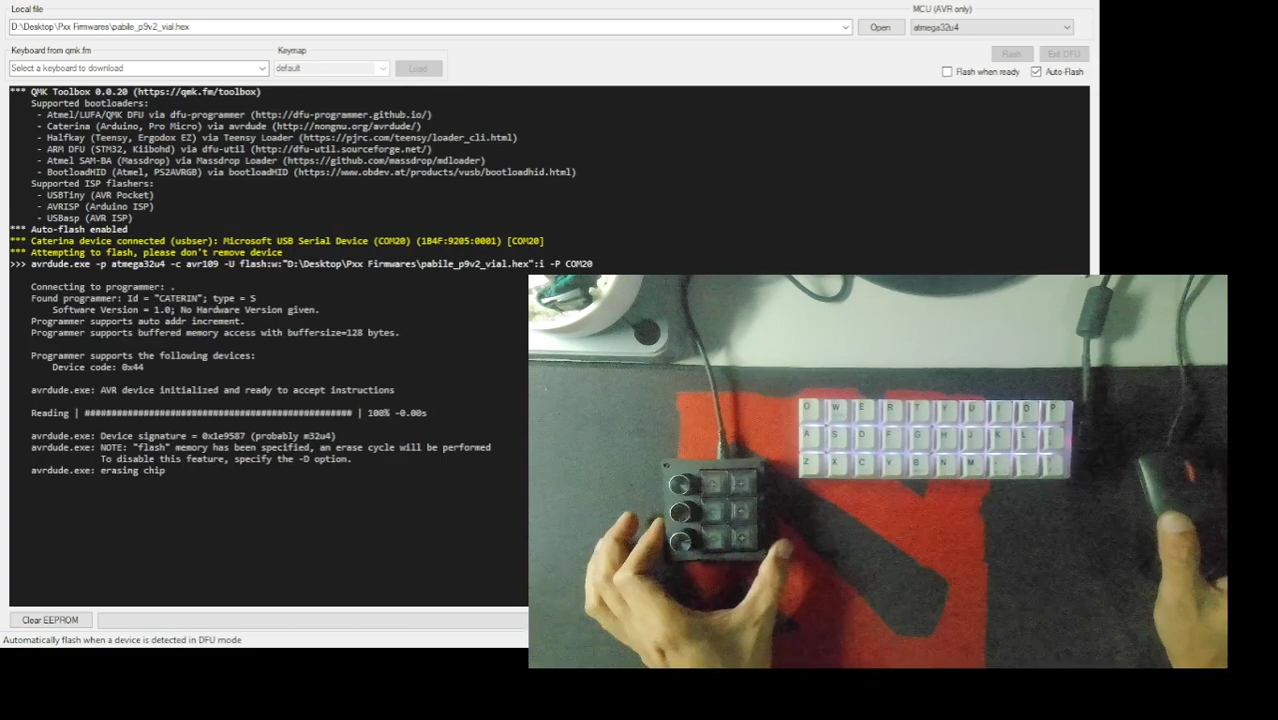 Local file
MCU (AVR only)
D:\Desktop\Pxx Firmwares\pabile_p9v2_vial.hex
Open
atmega32u4
Keyboard from qmk.fm
Keymap
Flash
Exit DFU
Select a keyboard to download
default
Load
Flash when ready
Auto-Flash
*** QMK Toolbox 0.0.20 (https://qmk.fm/toolbox)
Supported bootloaders:
- Atmel/LUFA/QMK DFU via dfu-programmer (http://dfu-programmer.github.io/)
- Caterina (Arduino, Pro Micro) via avrdude (http://nongnu.org/avrdude/)
- Halfkay (Teensy, Ergodox EZ) via Teensy Loader (https://pjrc.com/teensy/loader_cli.html)
- ARM DFU (STM32, Kiibohd) via dfu-util (http://dfu-util.sourceforge.net/)
- Atmel SAM-BA (Massdrop) via Massdrop Loader (https://github.com/massdrop/mdloader)
- BootloadHID (Atmel, PS2AVRGB) via bootloadHID (https://www.obdev.at/products/vusb/bootloadhid.html)
Supported ISP flashers:
- USBTiny (AVR Pocket)
- AVRISP (Arduino ISP)
- USBasp (AVR ISP)
*** Auto-flash enabled
*** Caterina device connected (usbser): Microsoft USB Serial Device (COM20) (1B4F:9205:0001) [COM20]
*** Attempting to flash, please don't remove device
>>> avrdude.exe -p atmega32u4 -c avr109 -U flash:w:"D:\Desktop\Pxx Firmwares\pabile_p9v2_vial.hex":i -P COM20
Connecting to programmer: .
Found programmer: Id = "CATERIN"; type = S
Software Version = 1.0; No Hardware Version given.
Programmer supports auto addr increment.
Programmer supports buffered memory access with buffersize=128 bytes.
Programmer supports the following devices:
Device code: 0x44
avrdude.exe: AVR device initialized and ready to accept instructions
Reading | ################################################## | 100% -0.00s
avrdude.exe: Device signature = 0x1e9587 (probably m32u4)
avrdude.exe: NOTE: "flash" memory has been specified, an erase cycle will be performed
To disable this feature, specify the -D option.
avrdude.exe: erasing chip
Q W E R T Y U I O P
A S D F G H J K L
Z X C V B N M
Clear EEPROM
Automatically flash when a device is detected in DFU mode